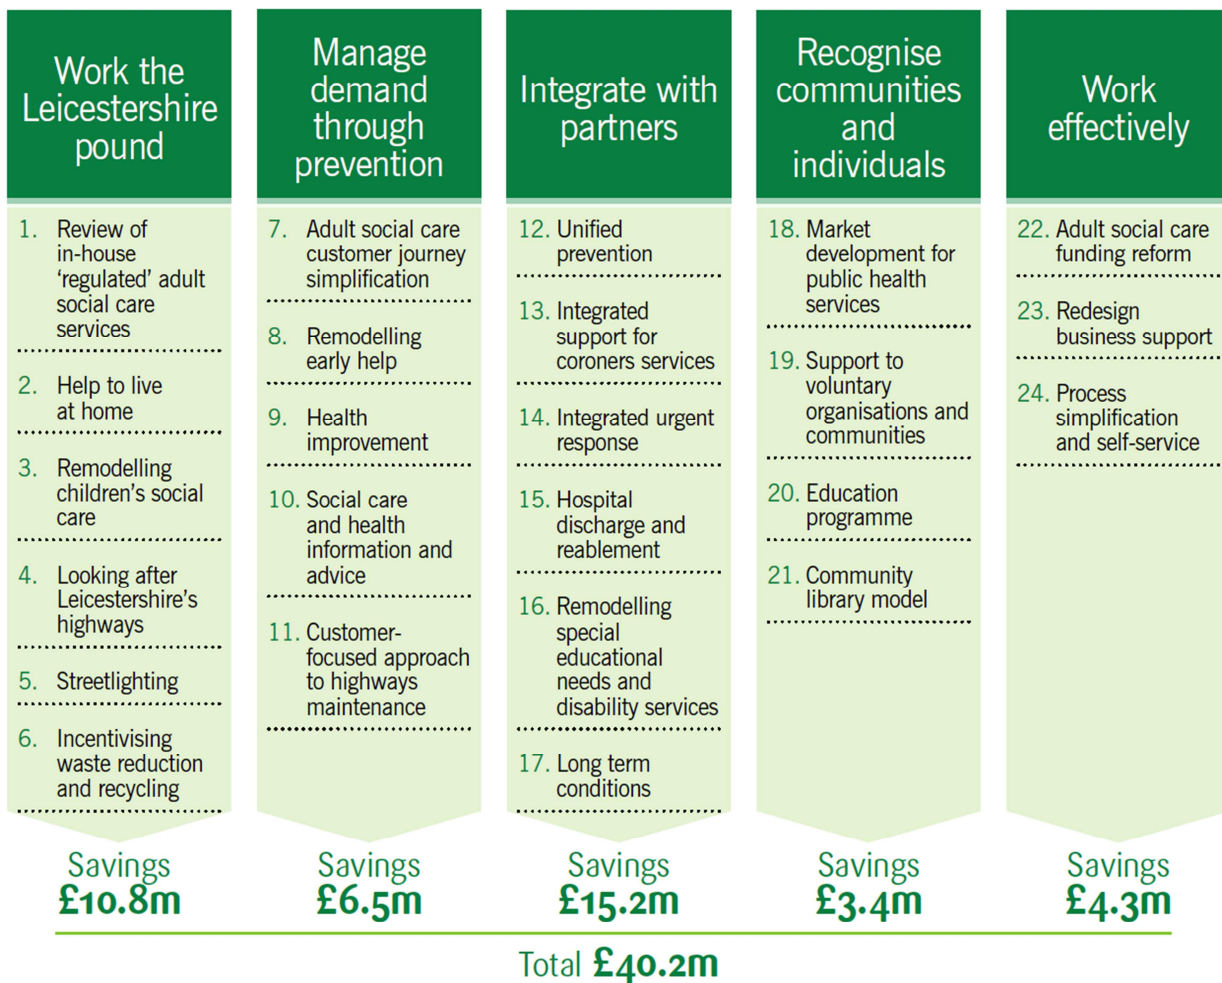 Work the
Leicestershire
pound
1. Review of
in-house
‘regulated’ adult
social care
services
2. Help to live
at home
3. Remodelling
children’s social
care
4. Looking after
Leicestershire’s
highways
5. Streetlighting
6. Incentivising
waste reduction
and recycling
Savings
£10.8m
Manage
demand
through
prevention
7. Adult social care
customer journey
simplification
8. Remodelling
early help
9. Health
improvement
10. Social care
and health
information and
advice
11. Customer-
focused approach
to highways
maintenance
Savings
£6.5m
Integrate with
partners
12. Unified
prevention
13. Integrated
support for
coroners services
14. Integrated urgent
response
15. Hospital
discharge and
reablement
16. Remodelling
special
educational
needs and
disability services
17. Long term
conditions
Savings
£15.2m
Recognise
communities
and
individuals
18. Market
development for
public health
services
19. Support to
voluntary
organisations and
communities
20. Education
programme
21. Community
library model
Savings
£3.4m
Work
effectively
22. Adult social care
funding reform
23. Redesign
business support
24. Process
simplification
and self-service
Savings
£4.3m
Total £40.2m